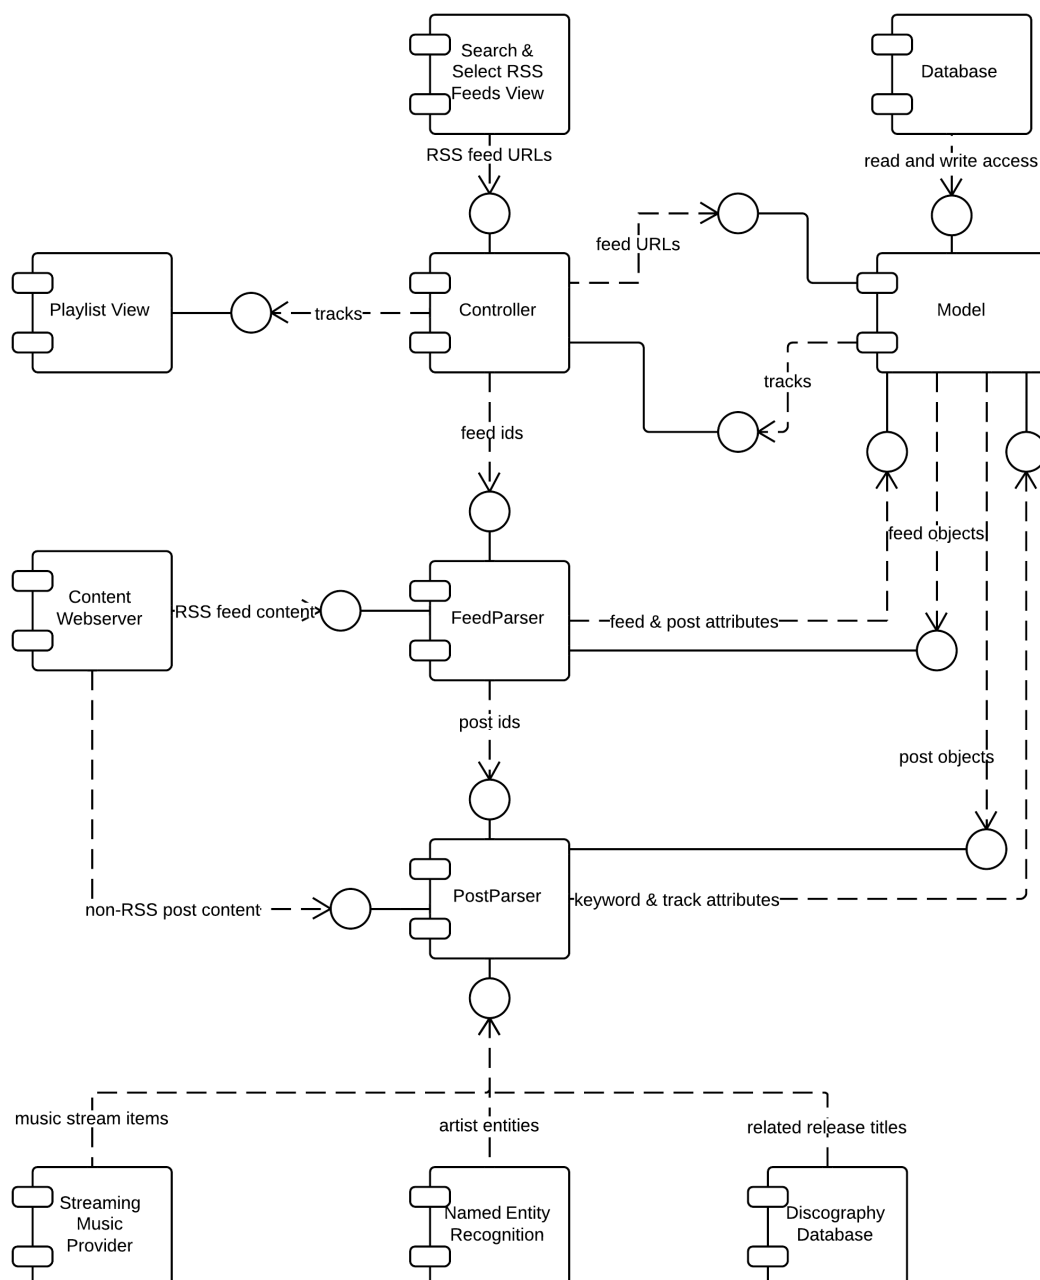 Search &
Select RSS
Feeds View
Database
RSS feed URLs
read and write access
feed URLs
Playlist View
tracks
Controller
Model
tracks
feed ids
feed objects
Content
Webserver
RSS feed content
FeedParser
feed & post attributes
post ids
post objects
PostParser
keyword & track attributes
non-RSS post content
music stream items
artist entities
related release titles
Streaming
Music
Provider
Named Entity
Recognition
Discography
Database